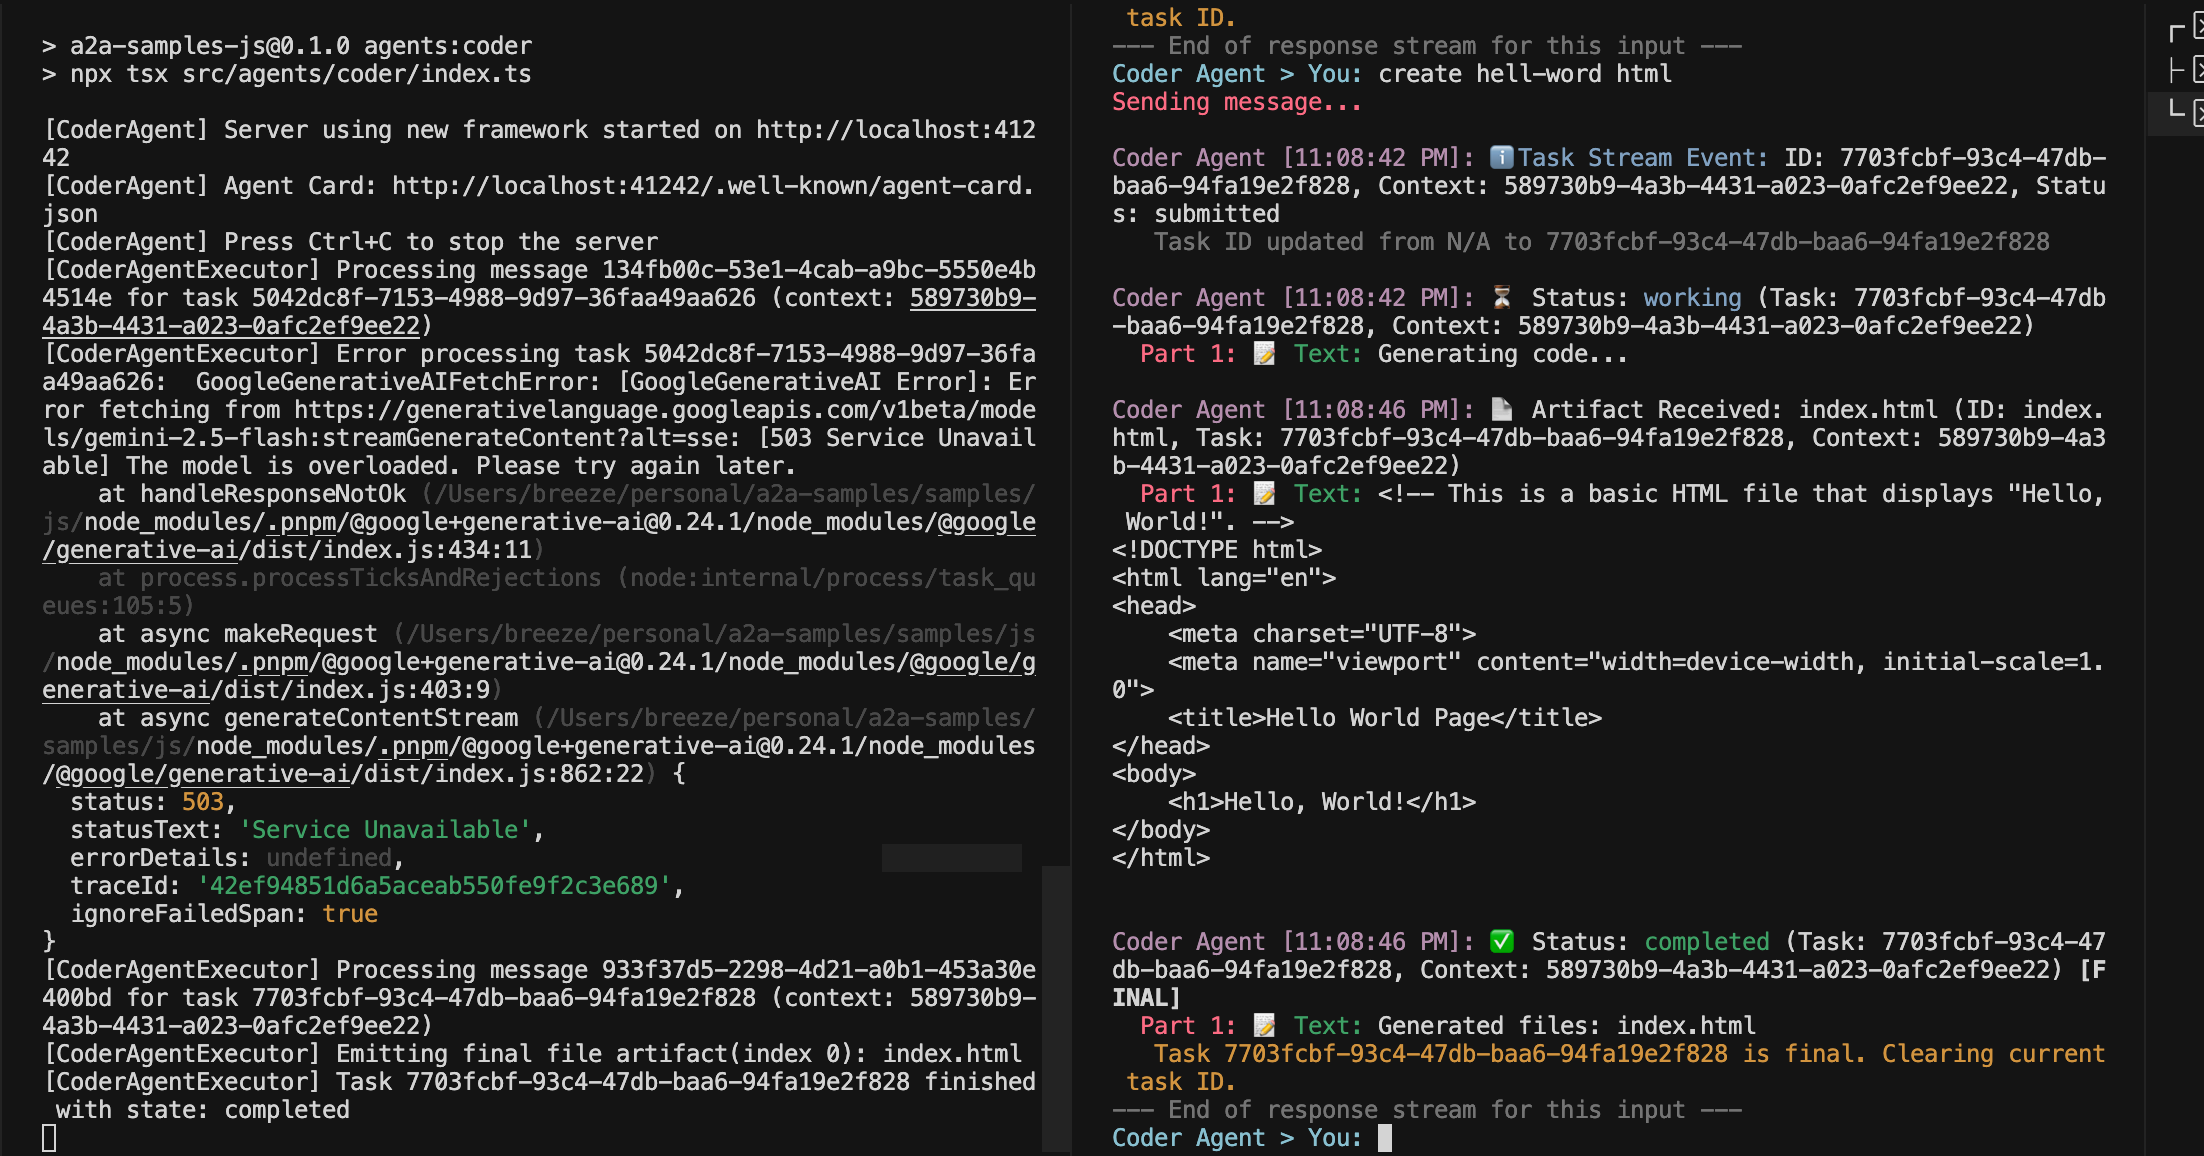 > a2a-samples-js@0.1.0 agents:coder
> npx tsx src/agents/coder/index.ts
[CoderAgent] Server using new framework started on http://localhost:412
42
[CoderAgent] Agent Card: http://localhost:41242/.well-known/agent-card.
json
[CoderAgent] Press Ctrl+C to stop the server
[CoderAgentExecutor] Processing message 134fb00c-53e1-4cab-a9bc-5550e4b
4514e for task 5042dc8f-7153-4988-9d97-36faa49aa626 (context: 589730b9-
4a3b-4431-a023-0afc2ef9ee22)
[CoderAgentExecutor] Error processing task 5042dc8f-7153-4988-9d97-36fa
a49aa626:  GoogleGenerativeAIFetchError: [GoogleGenerativeAI Error]: Er
ror fetching from https://generativelanguage.googleapis.com/v1beta/mode
ls/gemini-2.5-flash:streamGenerateContent?alt=sse: [503 Service Unavail
able] The model is overloaded. Please try again later.
    at handleResponseNotOk (/Users/breeze/personal/a2a-samples/samples/
js/node_modules/.pnpm/@google+generative-ai@0.24.1/node_modules/@google
/generative-ai/dist/index.js:434:11)
    at process.processTicksAndRejections (node:internal/process/task_qu
eues:105:5)
    at async makeRequest (/Users/breeze/personal/a2a-samples/samples/js
/node_modules/.pnpm/@google+generative-ai@0.24.1/node_modules/@google/g
enerative-ai/dist/index.js:403:9)
    at async generateContentStream (/Users/breeze/personal/a2a-samples/
samples/js/node_modules/.pnpm/@google+generative-ai@0.24.1/node_modules
/@google/generative-ai/dist/index.js:862:22) {
  status: 503,
  statusText: 'Service Unavailable',
  errorDetails: undefined,
  traceId: '42ef94851d6a5aceab550fe9f2c3e689',
  ignoreFailedSpan: true
}
[CoderAgentExecutor] Processing message 933f37d5-2298-4d21-a0b1-453a30e
400bd for task 7703fcbf-93c4-47db-baa6-94fa19e2f828 (context: 589730b9-
4a3b-4431-a023-0afc2ef9ee22)
[CoderAgentExecutor] Emitting final file artifact(index 0): index.html
[CoderAgentExecutor] Task 7703fcbf-93c4-47db-baa6-94fa19e2f828 finished
 with state: completed
 task ID.
--- End of response stream for this input ---
Coder Agent > You: create hell-word html
Sending message...
Coder Agent [11:08:42 PM]: ℹ️Task Stream Event: ID: 7703fcbf-93c4-47db-
baa6-94fa19e2f828, Context: 589730b9-4a3b-4431-a023-0afc2ef9ee22, Statu
s: submitted
   Task ID updated from N/A to 7703fcbf-93c4-47db-baa6-94fa19e2f828
Coder Agent [11:08:42 PM]: ⏳ Status: working (Task: 7703fcbf-93c4-47db
-baa6-94fa19e2f828, Context: 589730b9-4a3b-4431-a023-0afc2ef9ee22)
  Part 1: 📝 Text: Generating code...
Coder Agent [11:08:46 PM]: 📄 Artifact Received: index.html (ID: index.
html, Task: 7703fcbf-93c4-47db-baa6-94fa19e2f828, Context: 589730b9-4a3
b-4431-a023-0afc2ef9ee22)
  Part 1: 📝 Text: <!-- This is a basic HTML file that displays "Hello,
 World!". -->
<!DOCTYPE html>
<html lang="en">
<head>
    <meta charset="UTF-8">
    <meta name="viewport" content="width=device-width, initial-scale=1.
0">
    <title>Hello World Page</title>
</head>
<body>
    <h1>Hello, World!</h1>
</body>
</html>
Coder Agent [11:08:46 PM]: ✅ Status: completed (Task: 7703fcbf-93c4-47
db-baa6-94fa19e2f828, Context: 589730b9-4a3b-4431-a023-0afc2ef9ee22) [F
INAL]
  Part 1: 📝 Text: Generated files: index.html
   Task 7703fcbf-93c4-47db-baa6-94fa19e2f828 is final. Clearing current
 task ID.
--- End of response stream for this input ---
Coder Agent > You: